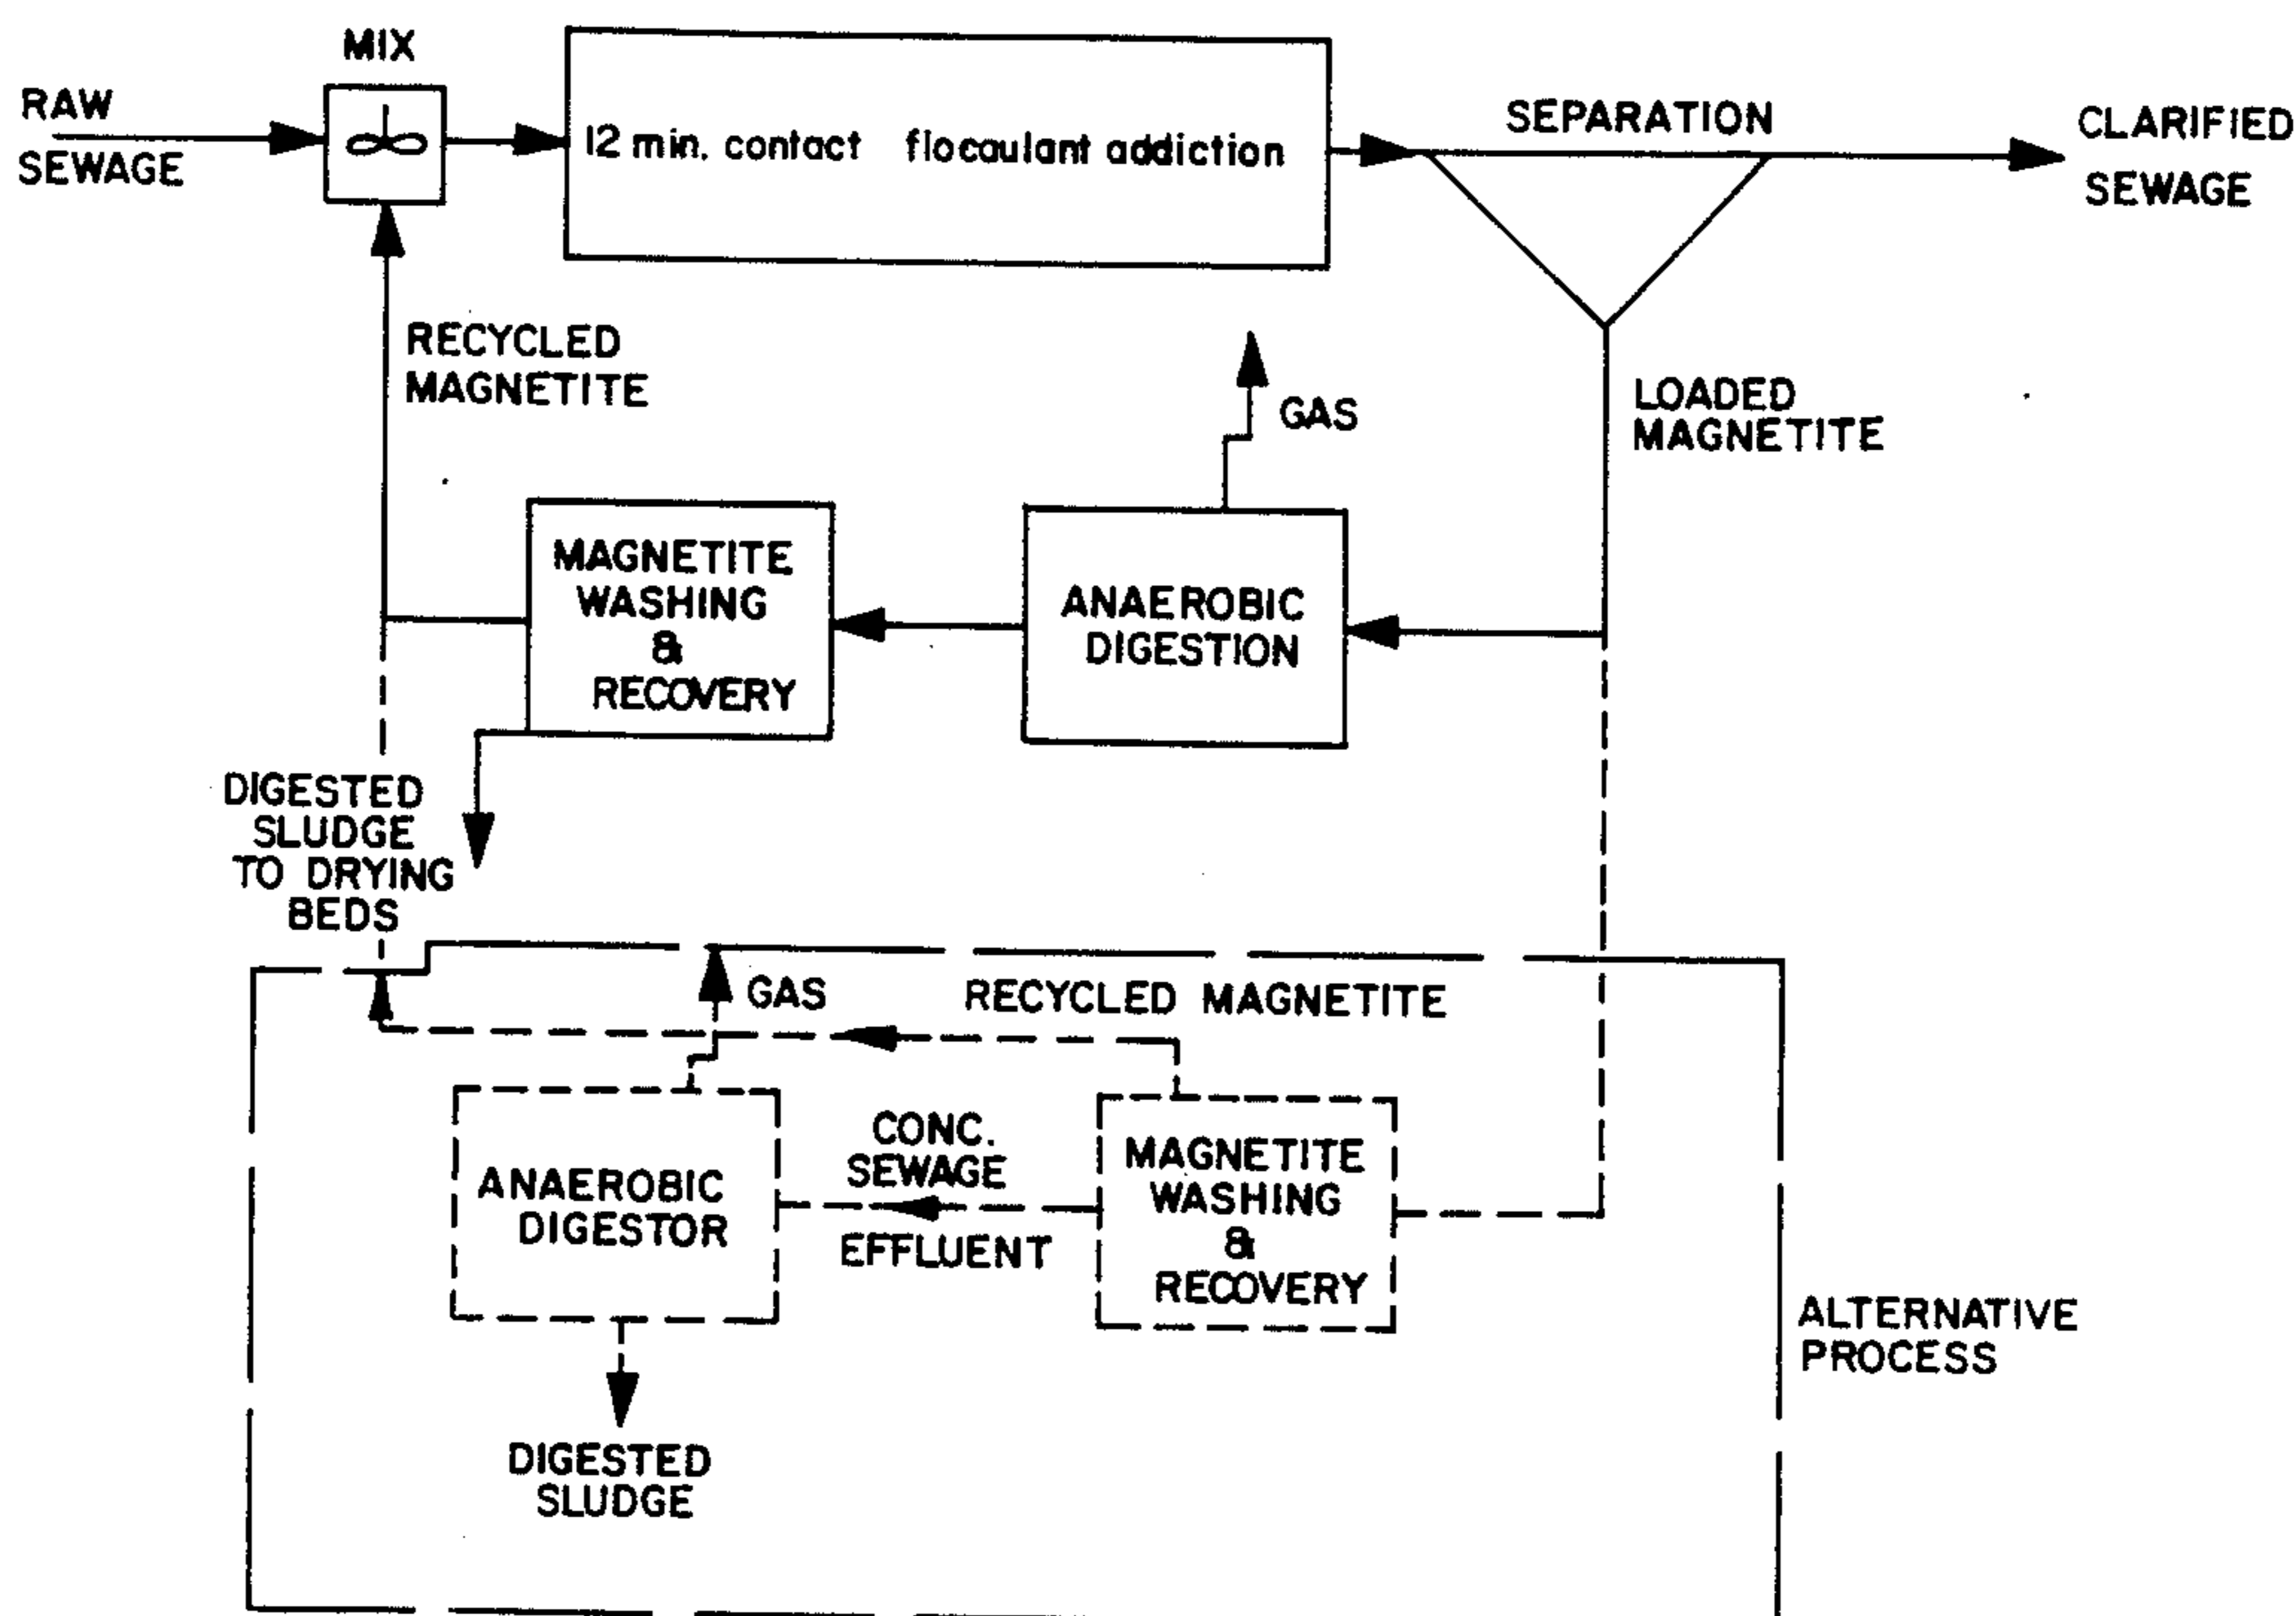 MIX
RAW
SEWAGE
12 min. contact flocaulant addiction
SEPARATION
CLARIFIED
SEWAGE
RECYCLED
MAGNETITE
GAS
LOADED
MAGNETITE
MAGNETITE
WASHING
&
RECOVERY
ANAEROBIC
DIGESTION
DIGESTED
SLUDGE
TO DRYING
BEDS
GAS
RECYCLED MAGNETITE
ANAEROBIC
DIGESTOR
CONC.
SEWAGE
EFFLUENT
MAGNETITE
WASHING
&
RECOVERY
ALTERNATIVE
PROCESS
DIGESTED
SLUDGE